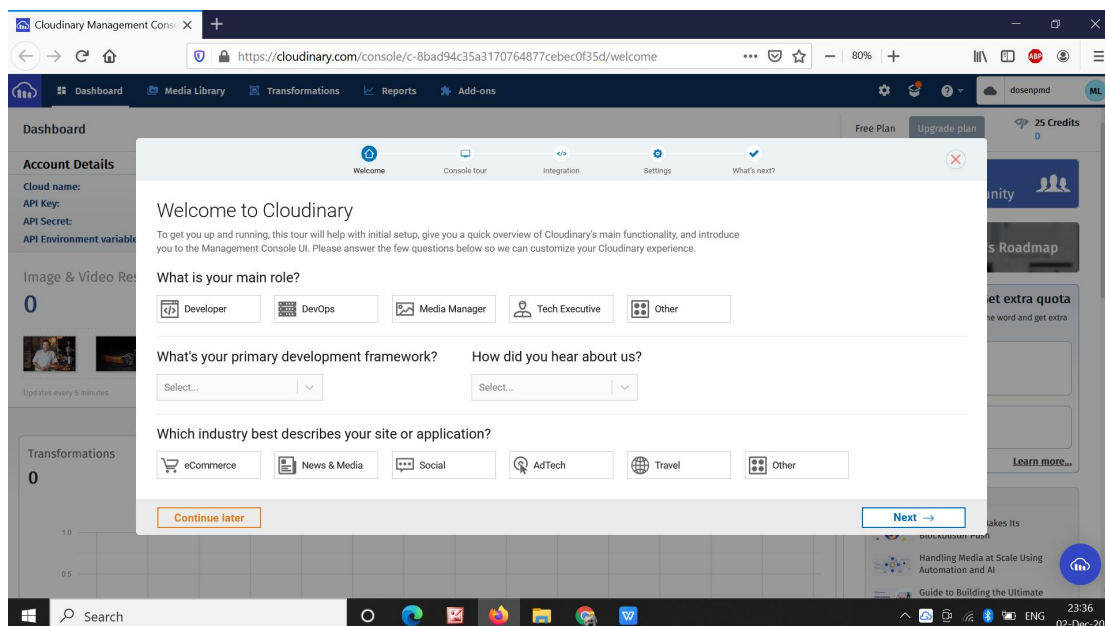 Cloudinary Management Conso
https://cloudinary.com/console/c-8bad94c35a3170764877cebec0f35d/welcome
80%
ABP
Dashboard Media Library Transformations Reports Add-ons
dosenpmd
ML
Dashboard
Free Plan Upgrade plan 25 Credits
0
Account Details
Cloud name:
API Key:
API Secret:
API Environment variable
Image & Video Res
0
Updates every 5 minutes
Transformations
0
1.0
0.5
Welcome Console tour Integration Settings What's next?
Welcome to Cloudinary
To get you up and running, this tour will help with initial setup, give you a quick overview of Cloudinary's main functionality, and introduce
you to the Management Console UI. Please answer the few questions below so we can customize your Cloudinary experience.
What is your main role?
Developer DevOps Media Manager Tech Executive Other
What's your primary development framework? How did you hear about us?
Select... Select...
Which industry best describes your site or application?
eCommerce News & Media Social AdTech Travel Other
Continue later Next →
unity
's Roadmap
et extra quota
he word and get extra
Learn more...
akes Its
Blockbuster Push
Handling Media at Scale Using
Automation and AI
Guide to Building the Ultimate
Search
ENG
23:36
02-Dec-20